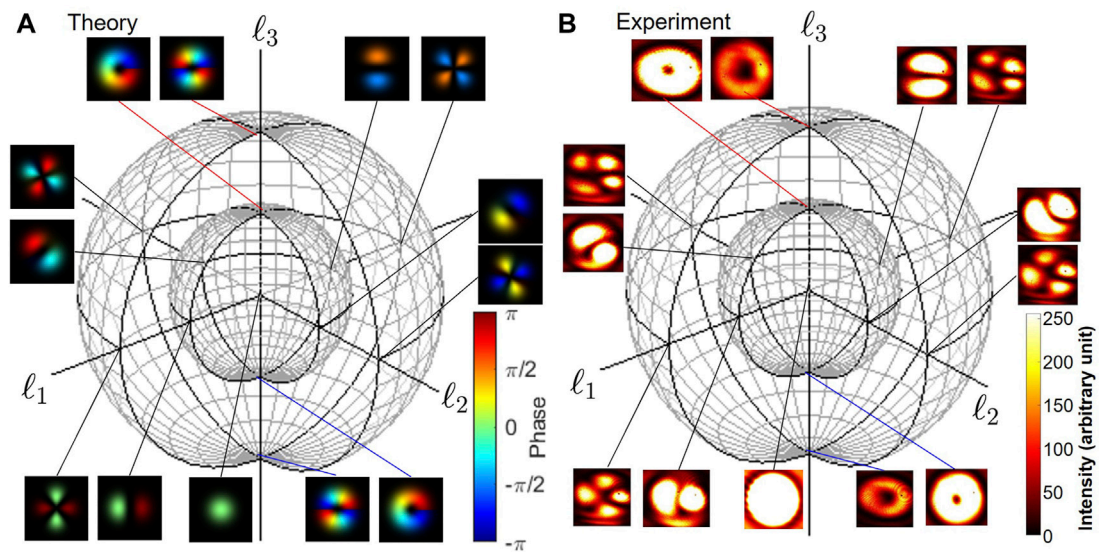 A Theory
ℓ3
ℓ1
ℓ2
π
π/2
0
-π/2
-π
Phase
B Experiment
ℓ3
ℓ1
ℓ2
250
200
150
100
50
0
Intensity (arbitrary unit)